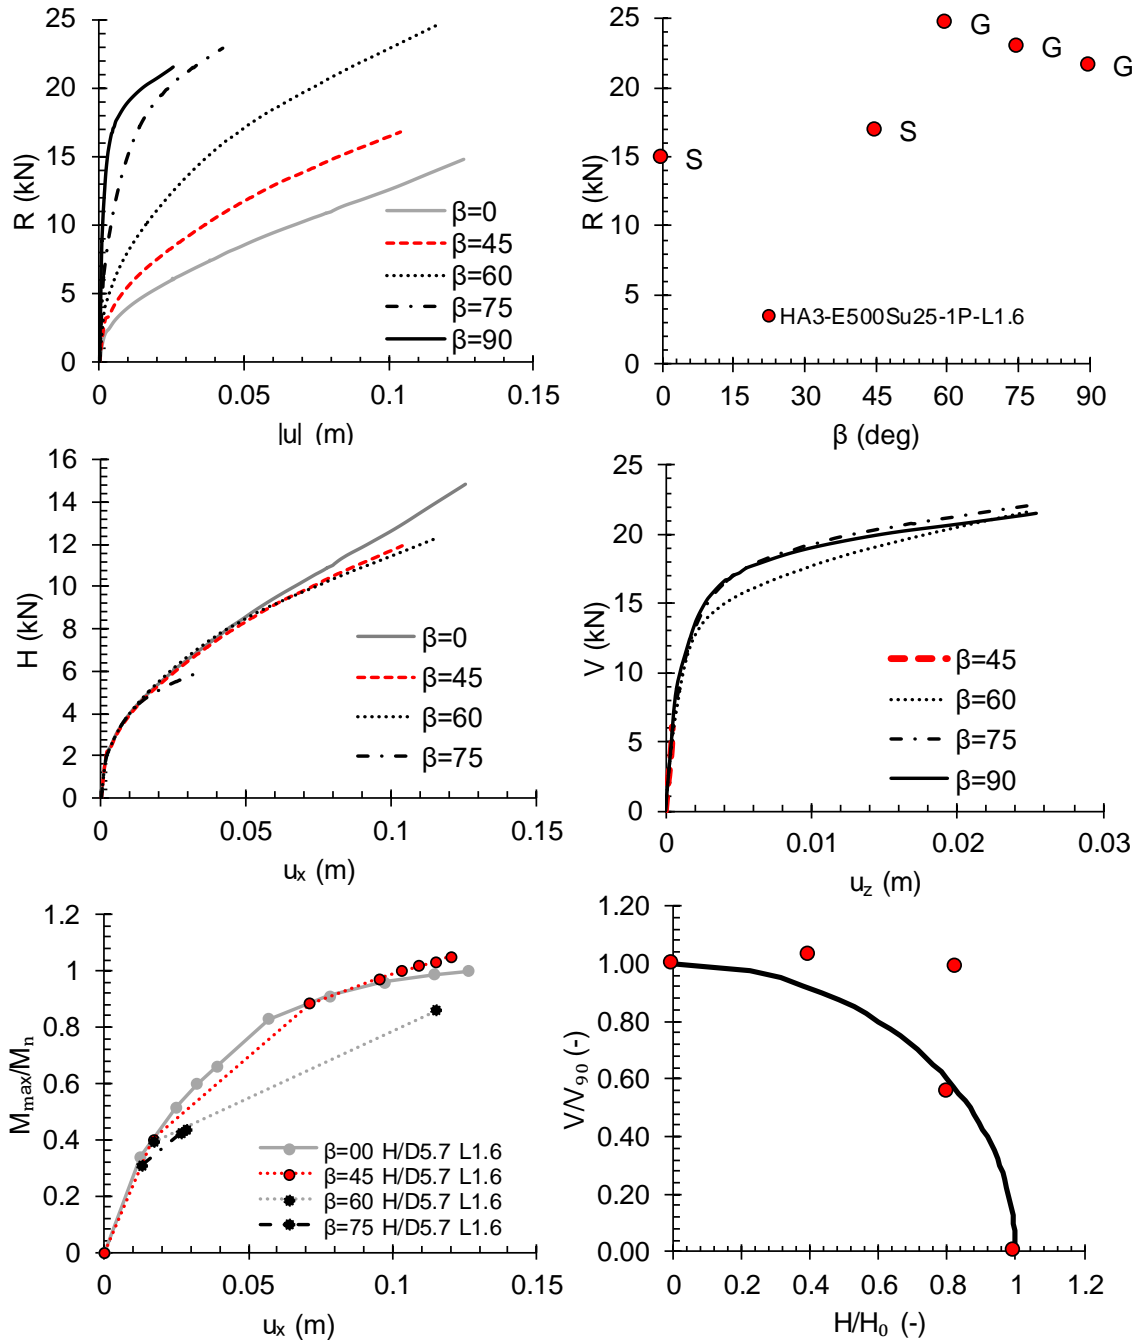 R (kN)
25
20
15
10
5
0
β=0
β=45
β=60
β=75
β=90
0
0.05
0.1
0.15
|u| (m)
R (kN)
25
20
15
10
5
0
G
G
G
S
S
HA3-E500Su25-1P-L1.6
0
15
30
45
60
75
90
β (deg)
H (kN)
16
14
12
10
8
6
4
2
0
β=0
β=45
β=60
β=75
0
0.05
0.1
0.15
uₓ (m)
V (kN)
25
20
15
10
5
0
β=45
β=60
β=75
β=90
0
0.01
0.02
0.03
u_z (m)
M_max/M_n
1.2
1
0.8
0.6
0.4
0.2
0
β=00 H/D5.7 L1.6
β=45 H/D5.7 L1.6
β=60 H/D5.7 L1.6
β=75 H/D5.7 L1.6
0
0.05
0.1
0.15
uₓ (m)
V/V₉₀ (-)
1.20
1.00
0.80
0.60
0.40
0.20
0.00
0
0.2
0.4
0.6
0.8
1
1.2
H/H₀ (-)